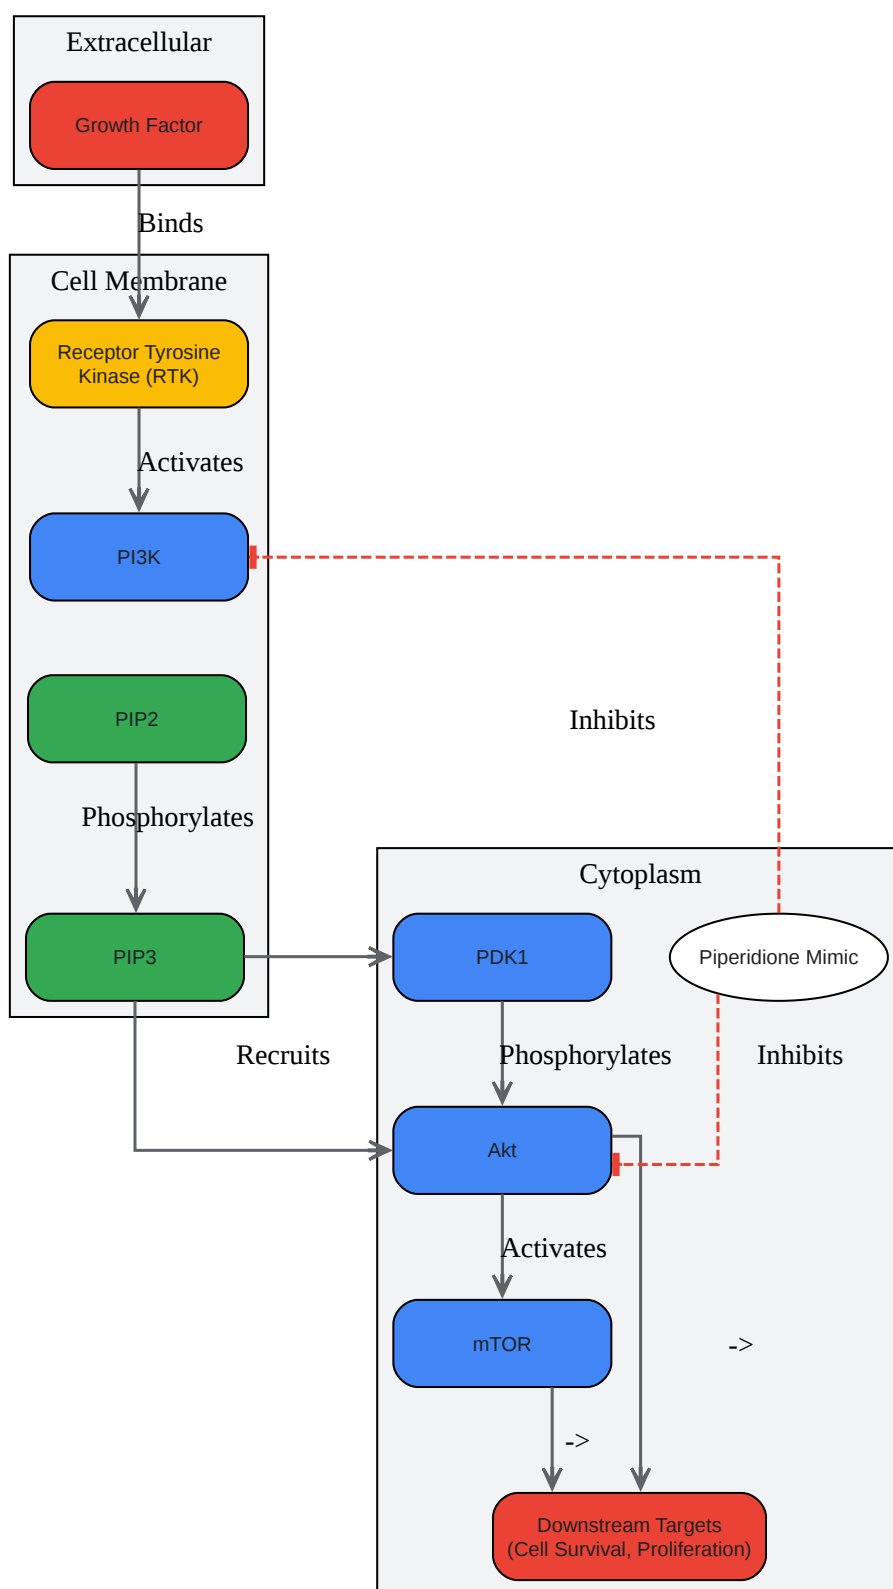 Extracellular
Growth Factor
Binds
Cell Membrane
Receptor Tyrosine
Kinase (RTK)
Activates
PI3K
PIP2
Inhibits
Phosphorylates
Cytoplasm
PIP3
PDK1
Piperidione Mimic
Recruits
Phosphorylates
Inhibits
Akt
Activates
mTOR
->
->
Downstream Targets
(Cell Survival, Proliferation)